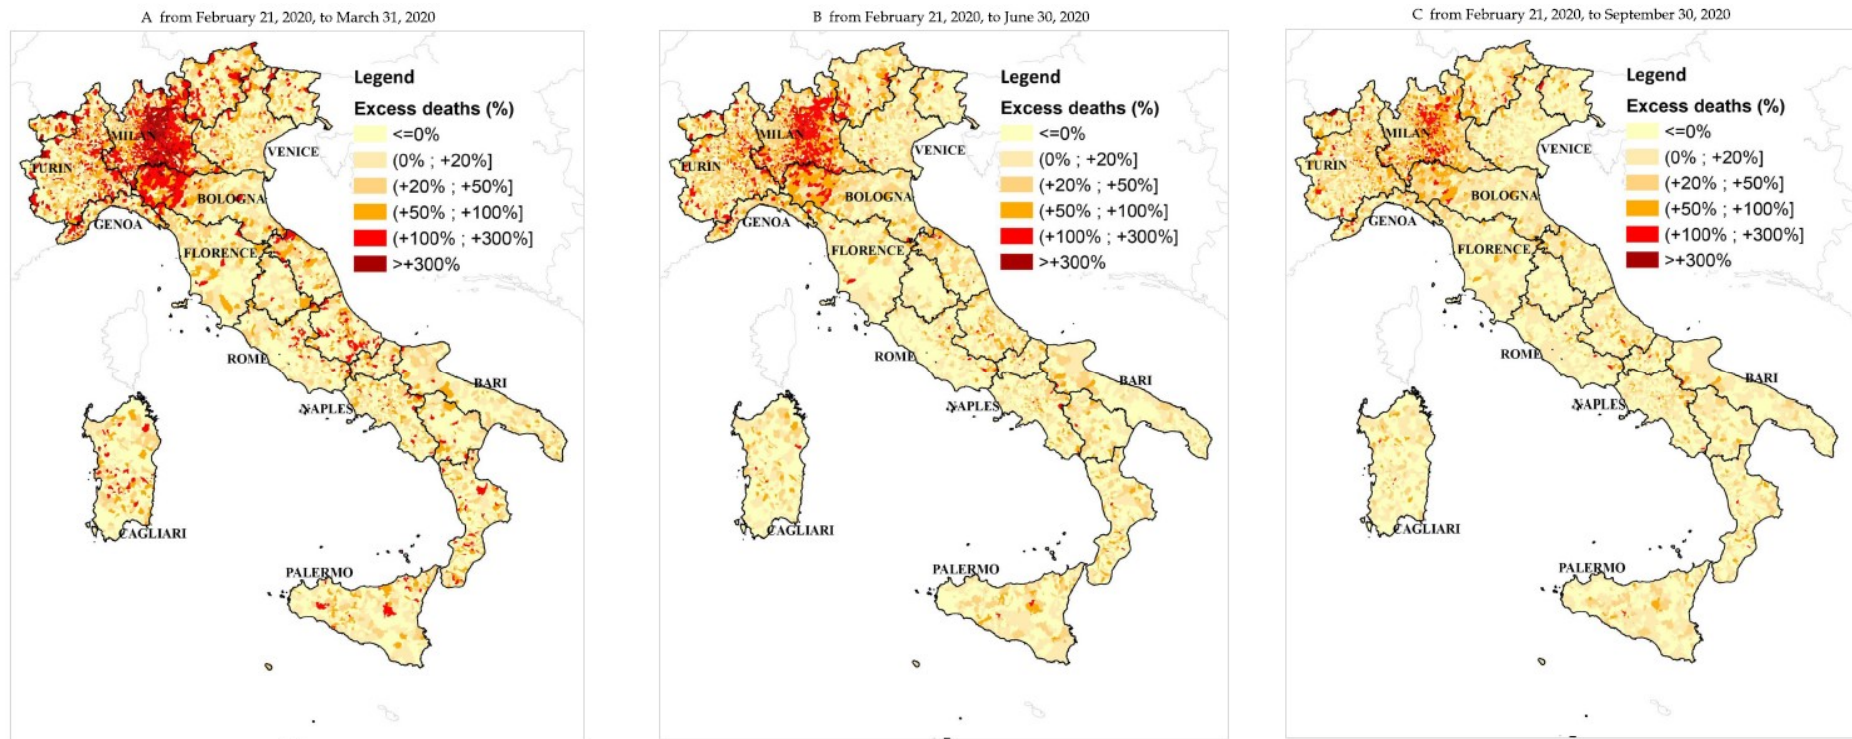 A from February 21, 2020, to March 31, 2020
Legend
Excess deaths (%)
<=0%
(0% ; +20%]
(+20% ; +50%]
(+50% ; +100%]
(+100% ; +300%]
>+300%
MILAN
VENICE
TURIN
BOLOGNA
GENOA
FLORENCE
ROME
BARI
NAPLES
CAGLIARI
PALERMO
B from February 21, 2020, to June 30, 2020
Legend
Excess deaths (%)
<=0%
(0% ; +20%]
(+20% ; +50%]
(+50% ; +100%]
(+100% ; +300%]
>+300%
MILAN
VENICE
TURIN
BOLOGNA
GENOA
FLORENCE
ROME
BARI
NAPLES
CAGLIARI
PALERMO
C from February 21, 2020, to September 30, 2020
Legend
Excess deaths (%)
<=0%
(0% ; +20%]
(+20% ; +50%]
(+50% ; +100%]
(+100% ; +300%]
>+300%
MILAN
VENICE
TURIN
BOLOGNA
GENOA
FLORENCE
ROME
BARI
NAPLES
CAGLIARI
PALERMO